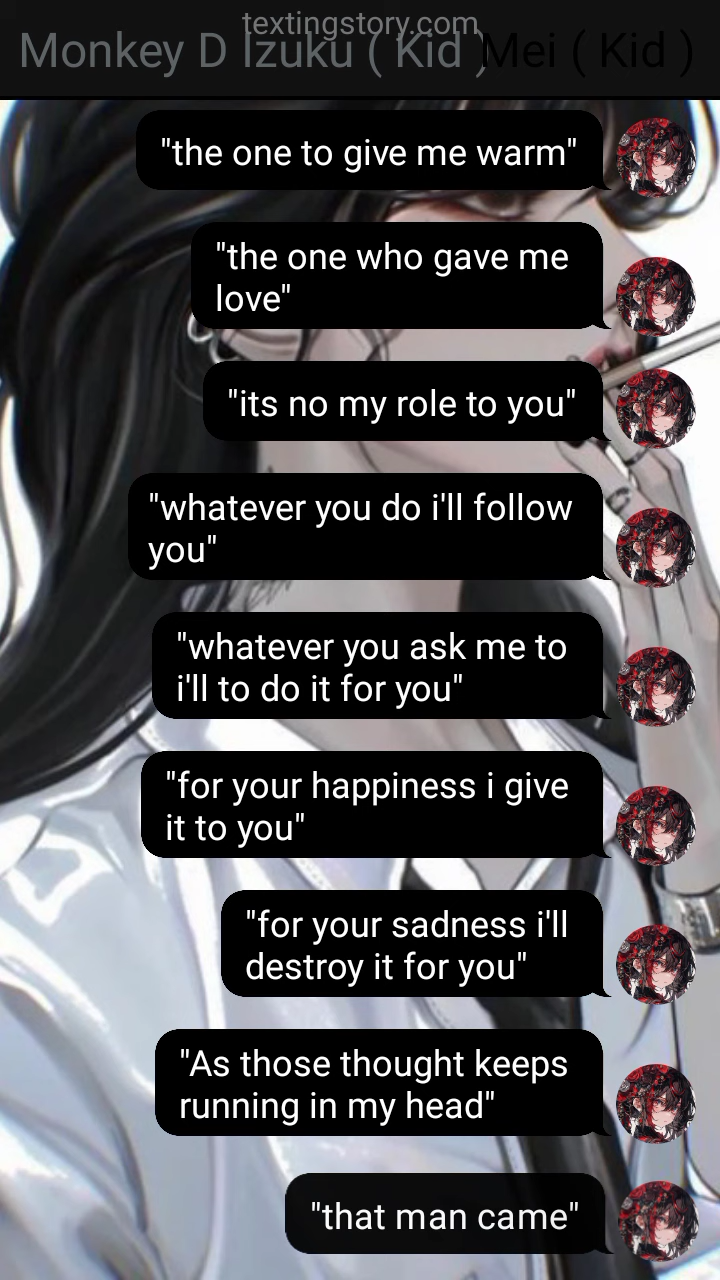 textingstory.com
Monkey D Izuku ( Kid )
Mei ( Kid )
"the one to give me warm"
"the one who gave me
love"
"its no my role to you"
"whatever you do i'll follow
you"
"whatever you ask me to
i'll to do it for you"
"for your happiness i give
it to you"
"for your sadness i'll
destroy it for you"
"As those thought keeps
running in my head"
"that man came"